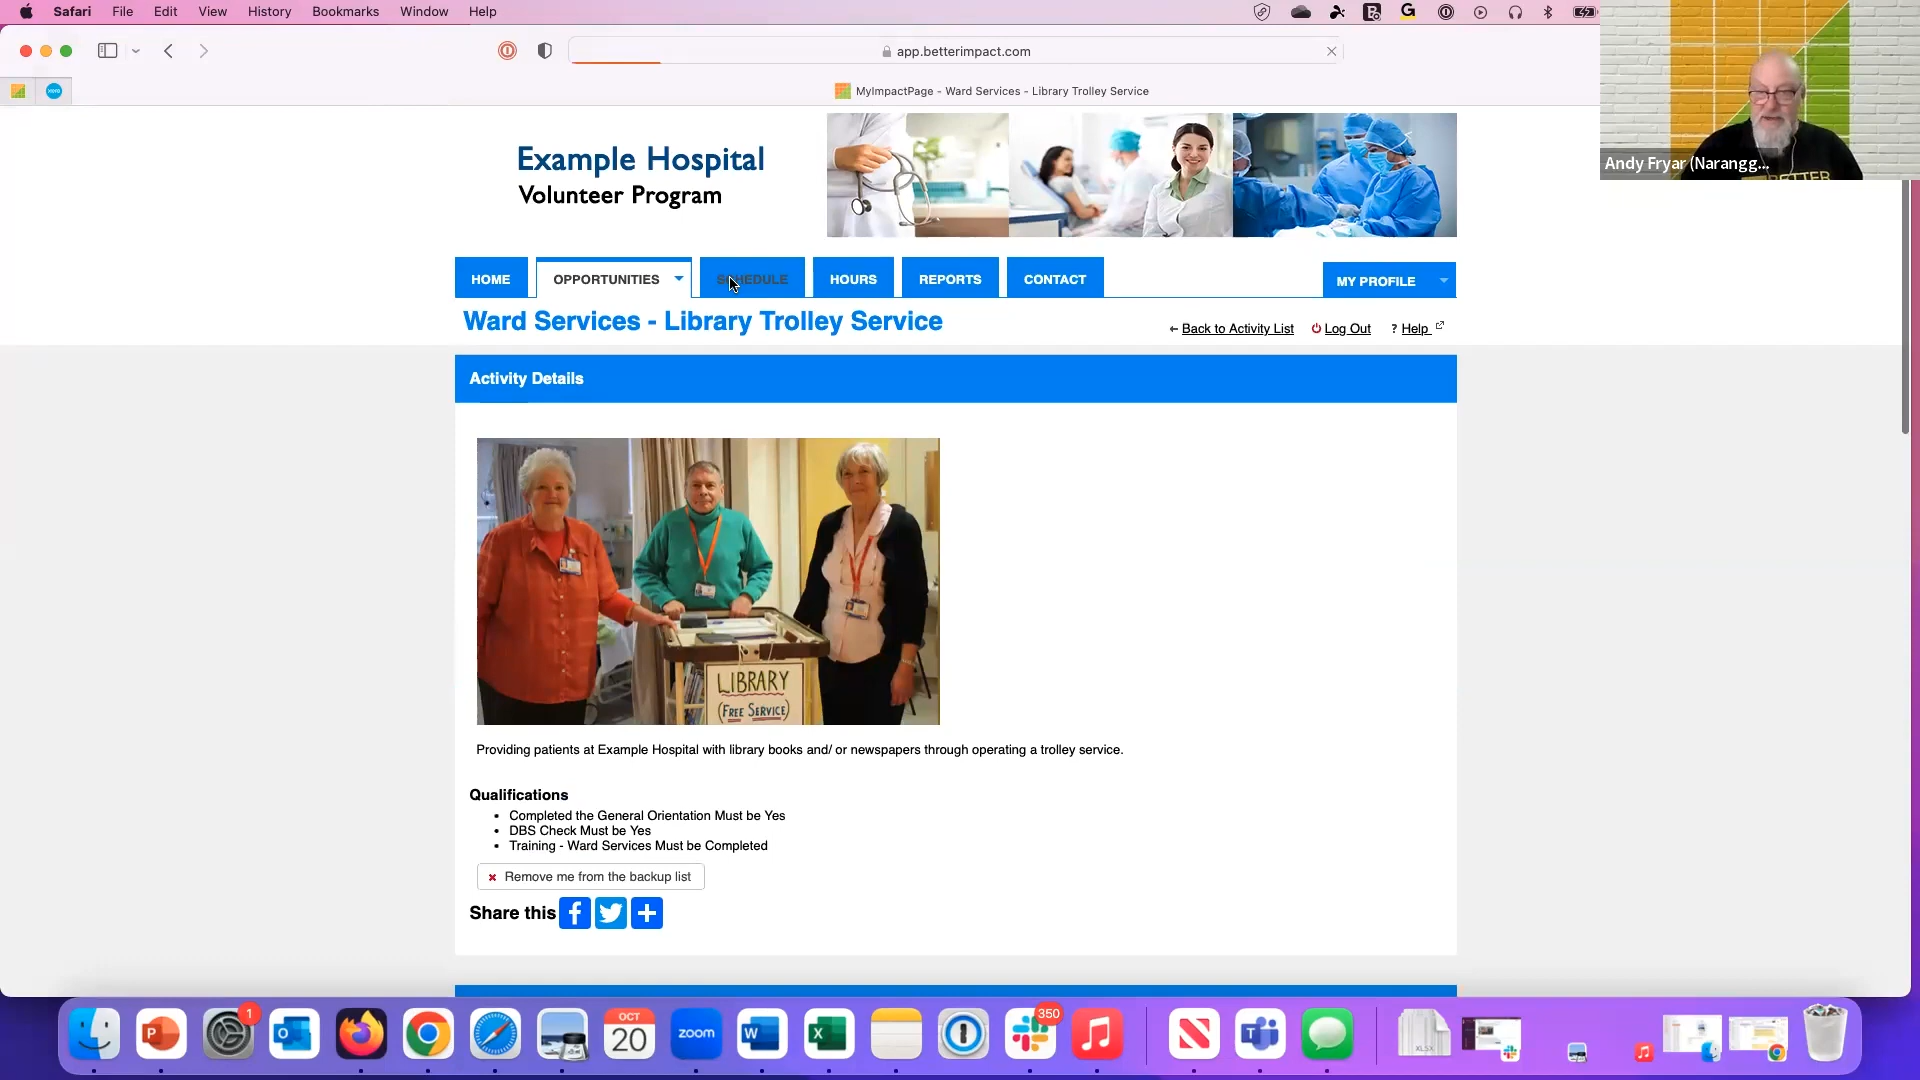 Safari File Edit View History Bookmarks Window Help
app.betterimpact.com
xero
MyImpactPage - Ward Services - Library Trolley Service
Example Hospital
Volunteer Program
Andy Fryar (Narangg...
BETTER
HOME OPPORTUNITIES SCHEDULE HOURS REPORTS CONTACT MY PROFILE
Ward Services - Library Trolley Service
Back to Activity List Log Out ? Help
Activity Details
LIBRARY
(FREE SERVICE)
Providing patients at Example Hospital with library books and/ or newspapers through operating a trolley service.
Qualifications
• Completed the General Orientation Must be Yes
• DBS Check Must be Yes
• Training - Ward Services Must be Completed
Remove me from the backup list
Share this
1
OCT
20
zoom
350
XLSX